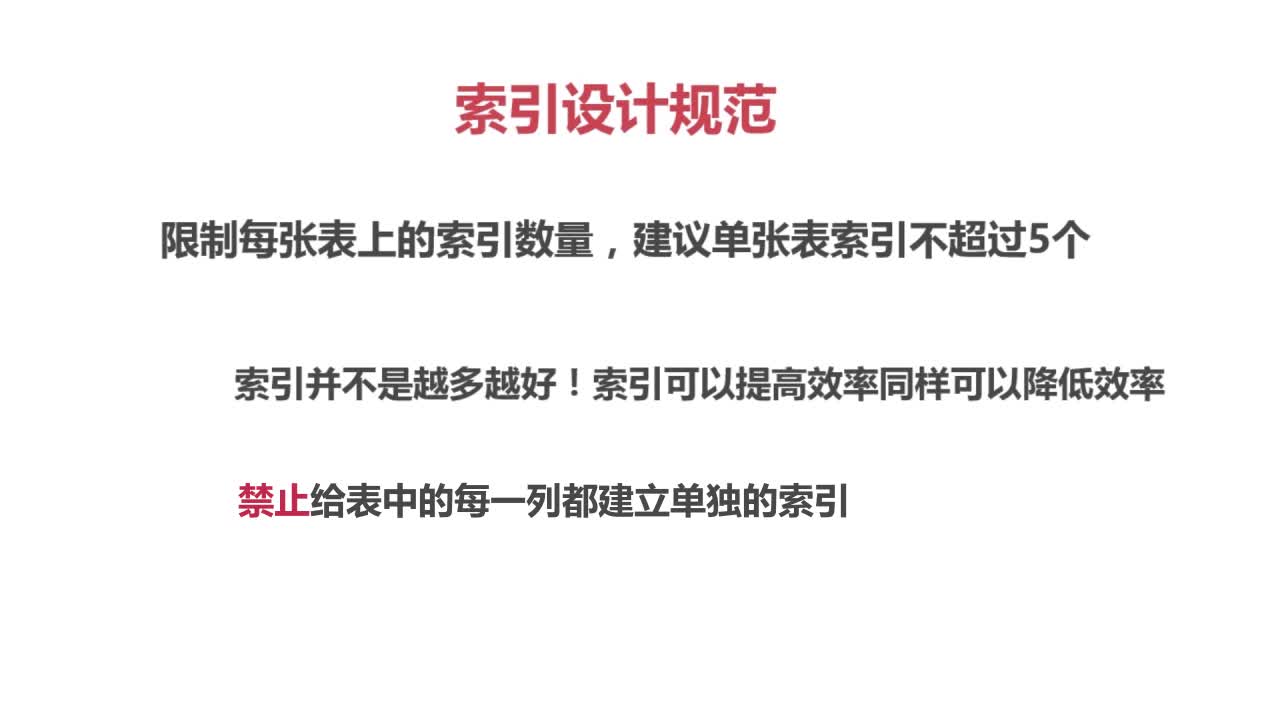 索引设计规范
限制每张表上的索引数量，建议单张表索引不超过5个
索引并不是越多越好！索引可以提高效率同样可以降低效率
禁止给表中的每一列都建立单独的索引